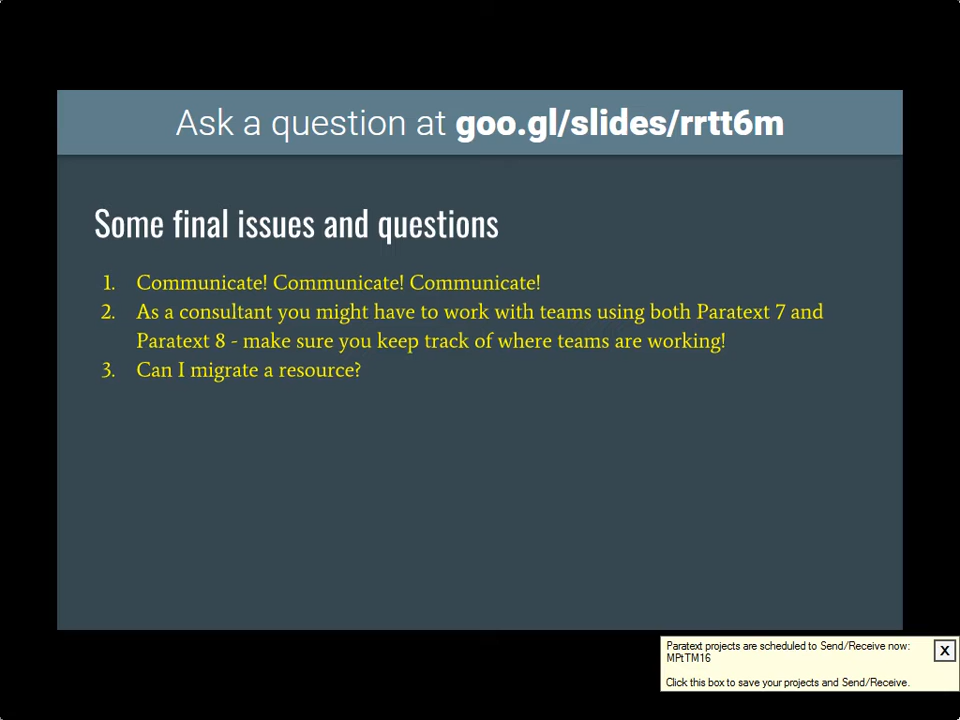 Ask a question at goo.gl/slides/rrtt6m
Some final issues and questions
1. Communicate! Communicate! Communicate!
2. As a consultant you might have to work with teams using both Paratext 7 and
Paratext 8 - make sure you keep track of where teams are working!
3. Can I migrate a resource?
Paratext projects are scheduled to Send/Receive now:
MPtTM16
X
Click this box to save your projects and Send/Receive.